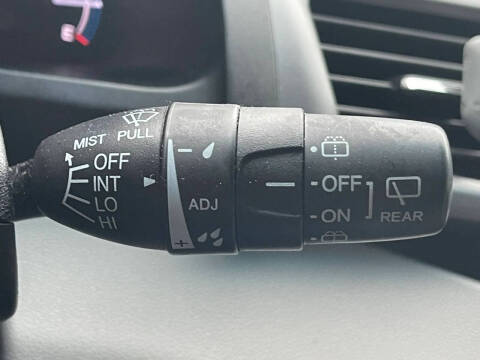 E
MIST PULL
OFF
INT
LO
HI
− ADJ +
OFF
ON
REAR